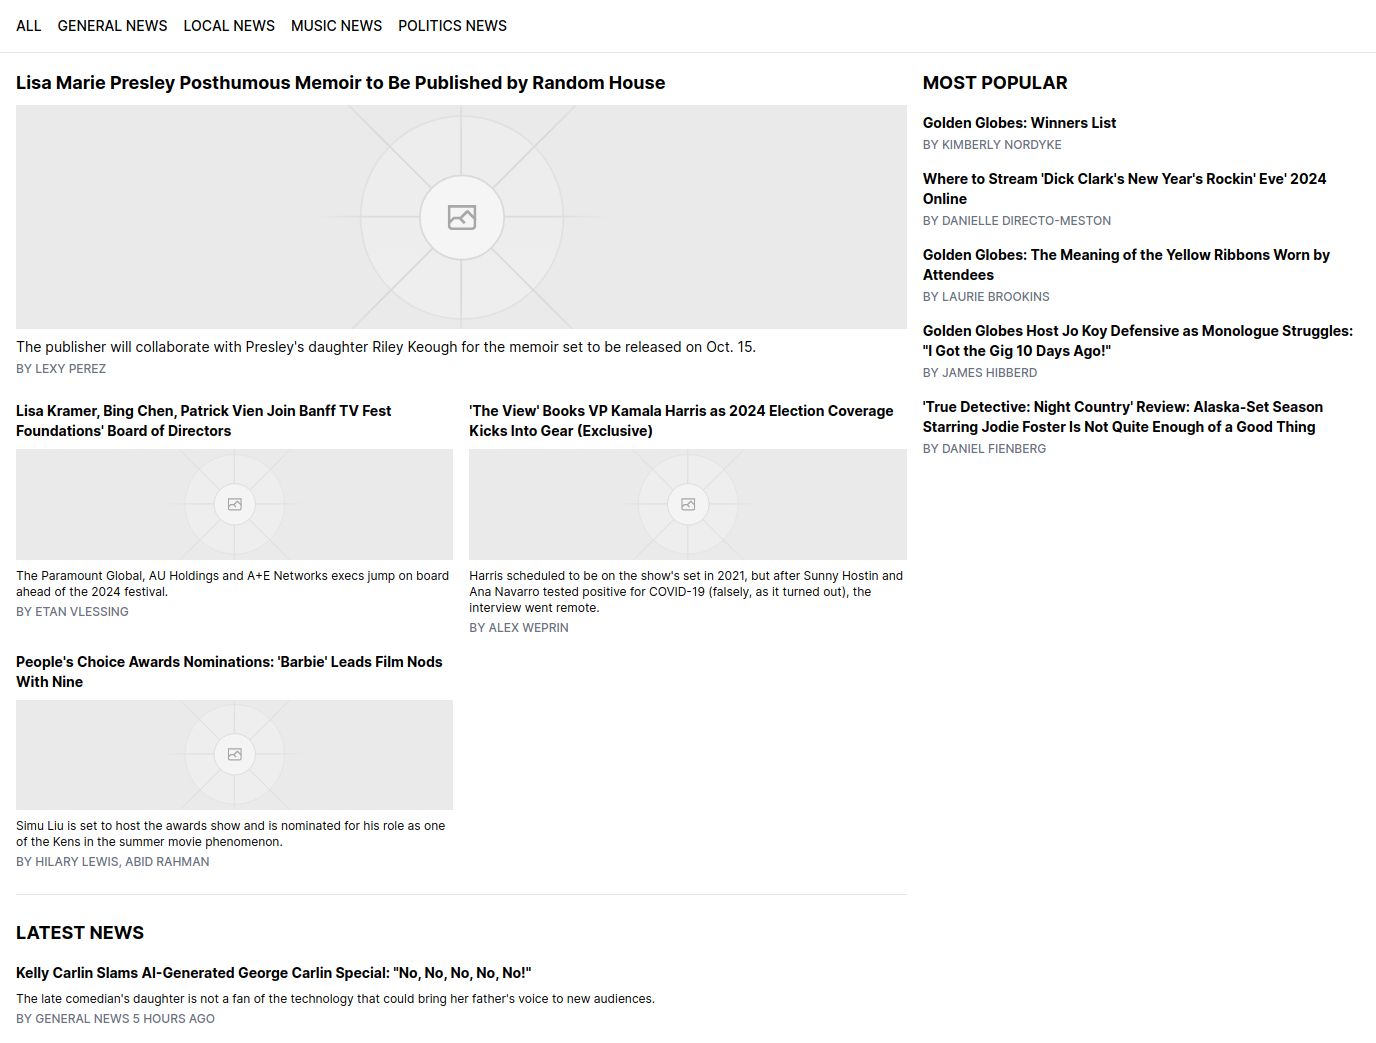 ALL GENERAL NEWS LOCAL NEWS MUSIC NEWS POLITICS NEWS
Lisa Marie Presley Posthumous Memoir to Be Published by Random House
The publisher will collaborate with Presley's daughter Riley Keough for the memoir set to be released on Oct. 15.
BY LEXY PEREZ
Lisa Kramer, Bing Chen, Patrick Vien Join Banff TV Fest
Foundations' Board of Directors
The Paramount Global, AU Holdings and A+E Networks execs jump on board
ahead of the 2024 festival.
BY ETAN VLESSING
'The View' Books VP Kamala Harris as 2024 Election Coverage
Kicks Into Gear (Exclusive)
Harris scheduled to be on the show's set in 2021, but after Sunny Hostin and
Ana Navarro tested positive for COVID-19 (falsely, as it turned out), the
interview went remote.
BY ALEX WEPRIN
People's Choice Awards Nominations: 'Barbie' Leads Film Nods
With Nine
Simu Liu is set to host the awards show and is nominated for his role as one
of the Kens in the summer movie phenomenon.
BY HILARY LEWIS, ABID RAHMAN
LATEST NEWS
Kelly Carlin Slams AI-Generated George Carlin Special: "No, No, No, No, No!"
The late comedian's daughter is not a fan of the technology that could bring her father's voice to new audiences.
BY GENERAL NEWS 5 HOURS AGO
MOST POPULAR
Golden Globes: Winners List
BY KIMBERLY NORDYKE
Where to Stream 'Dick Clark's New Year's Rockin' Eve' 2024
Online
BY DANIELLE DIRECTO-MESTON
Golden Globes: The Meaning of the Yellow Ribbons Worn by
Attendees
BY LAURIE BROOKINS
Golden Globes Host Jo Koy Defensive as Monologue Struggles:
"I Got the Gig 10 Days Ago!"
BY JAMES HIBBERD
'True Detective: Night Country' Review: Alaska-Set Season
Starring Jodie Foster Is Not Quite Enough of a Good Thing
BY DANIEL FIENBERG